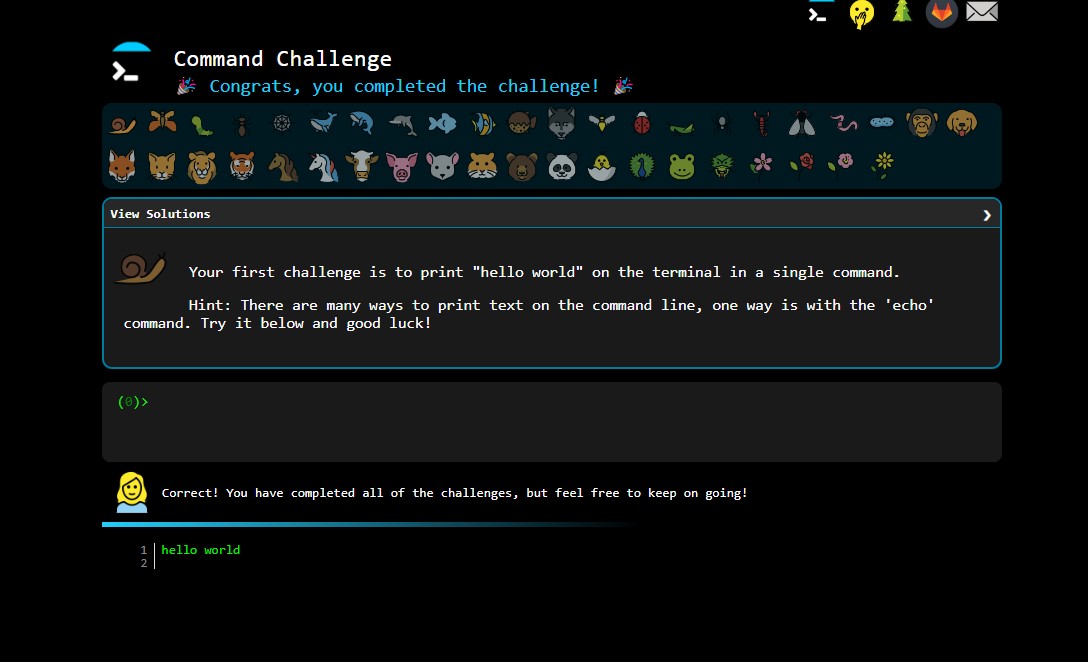 Command Challenge
Congrats, you completed the challenge!
View Solutions
Your first challenge is to print "hello world" on the terminal in a single command.
Hint: There are many ways to print text on the command line, one way is with the 'echo'
command. Try it below and good luck!
(0)>
Correct! You have completed all of the challenges, but feel free to keep on going!
1 hello world
2